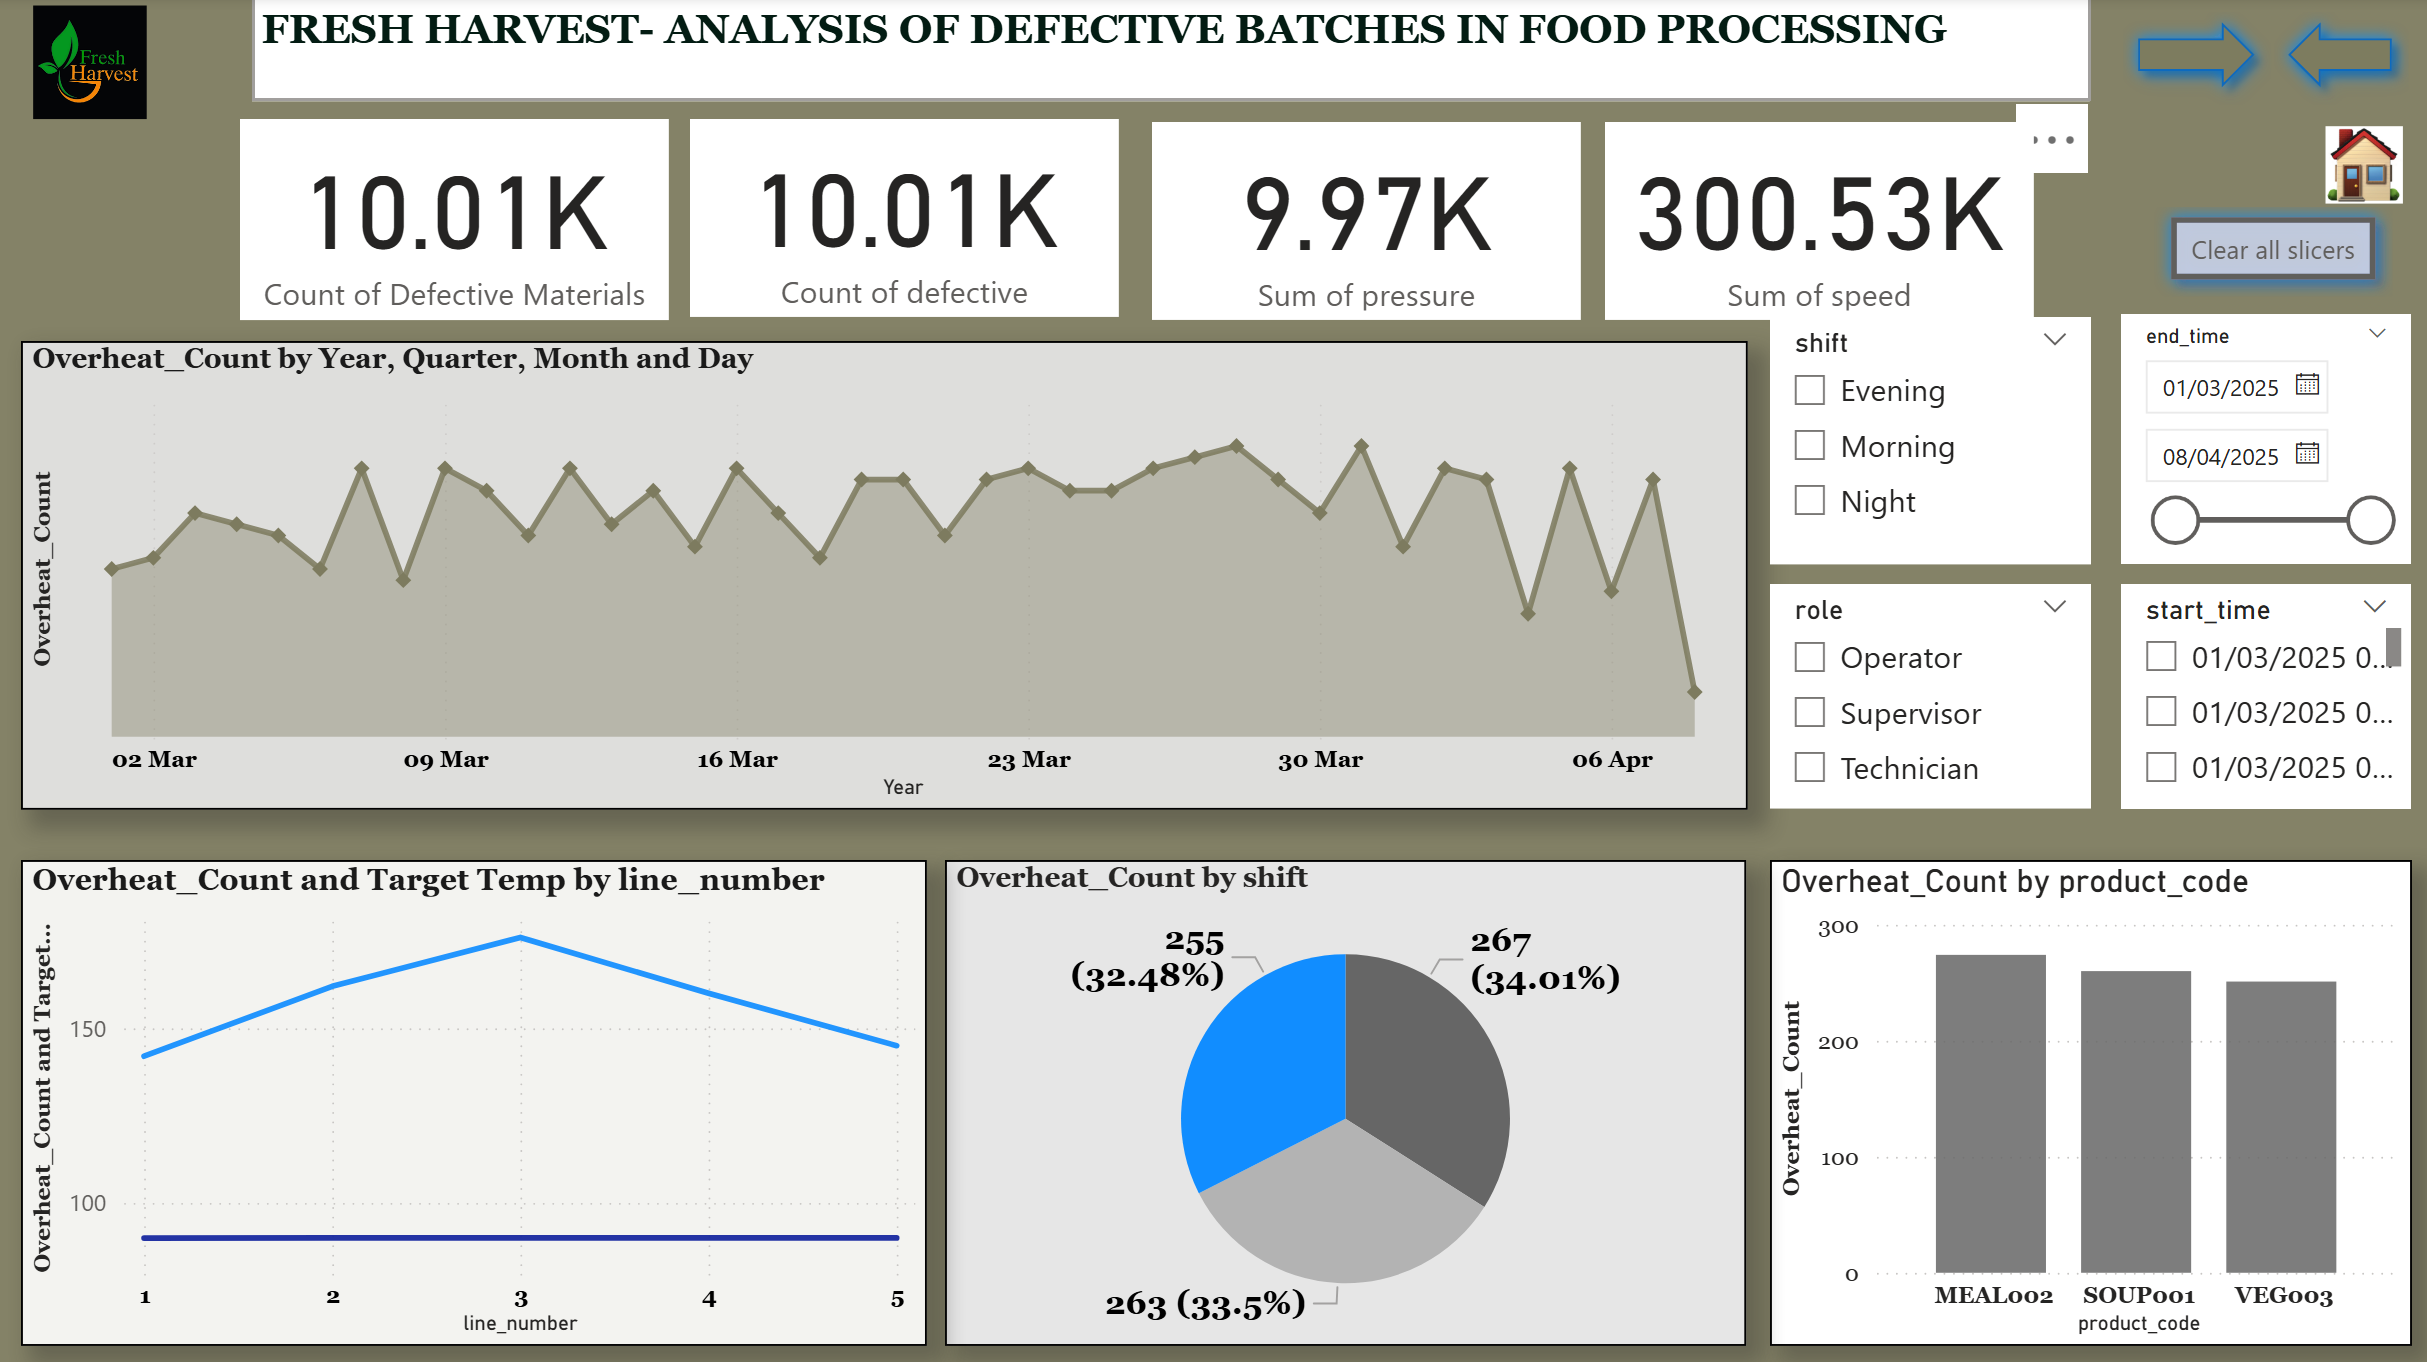 Fresh
Harvest
FRESH HARVEST- ANALYSIS OF DEFECTIVE BATCHES IN FOOD PROCESSING
10.01K
Count of Defective Materials
10.01K
Count of defective
9.97K
Sum of pressure
300.53K
Sum of speed
Clear all slicers
Overheat_Count by Year, Quarter, Month and Day
Overheat_Count
02 Mar
09 Mar
16 Mar
23 Mar
30 Mar
06 Apr
Year
shift
Evening
Morning
Night
end_time
01/03/2025
08/04/2025
role
Operator
Supervisor
Technician
start_time
01/03/2025 0...
01/03/2025 0...
01/03/2025 0...
Overheat_Count and Target Temp by line_number
Overheat_Count and Target...
150
100
1
2
3
4
5
line_number
Overheat_Count by shift
255
(32.48%)
267
(34.01%)
263 (33.5%)
Overheat_Count by product_code
Overheat_Count
300
200
100
0
MEAL002
SOUP001
VEG003
product_code